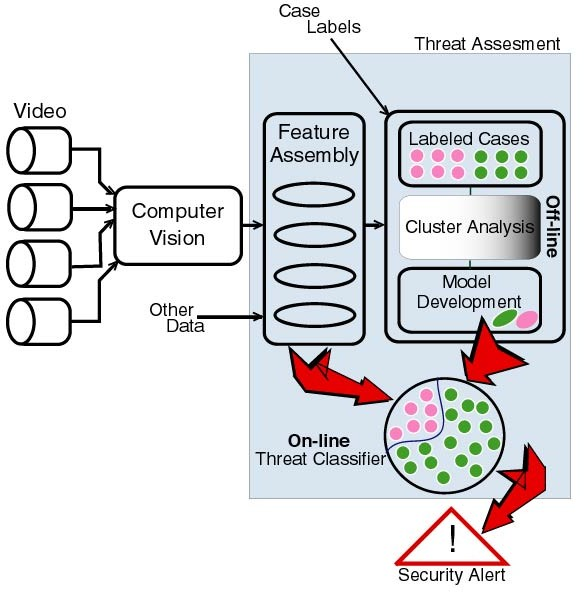 Case
Labels
Threat Assesment
Video
Feature
Assembly
Labeled Cases
Computer
Vision
Cluster Analysis
Off-line
Model
Development
Other
Data
On-line
Threat Classifier
!
Security Alert